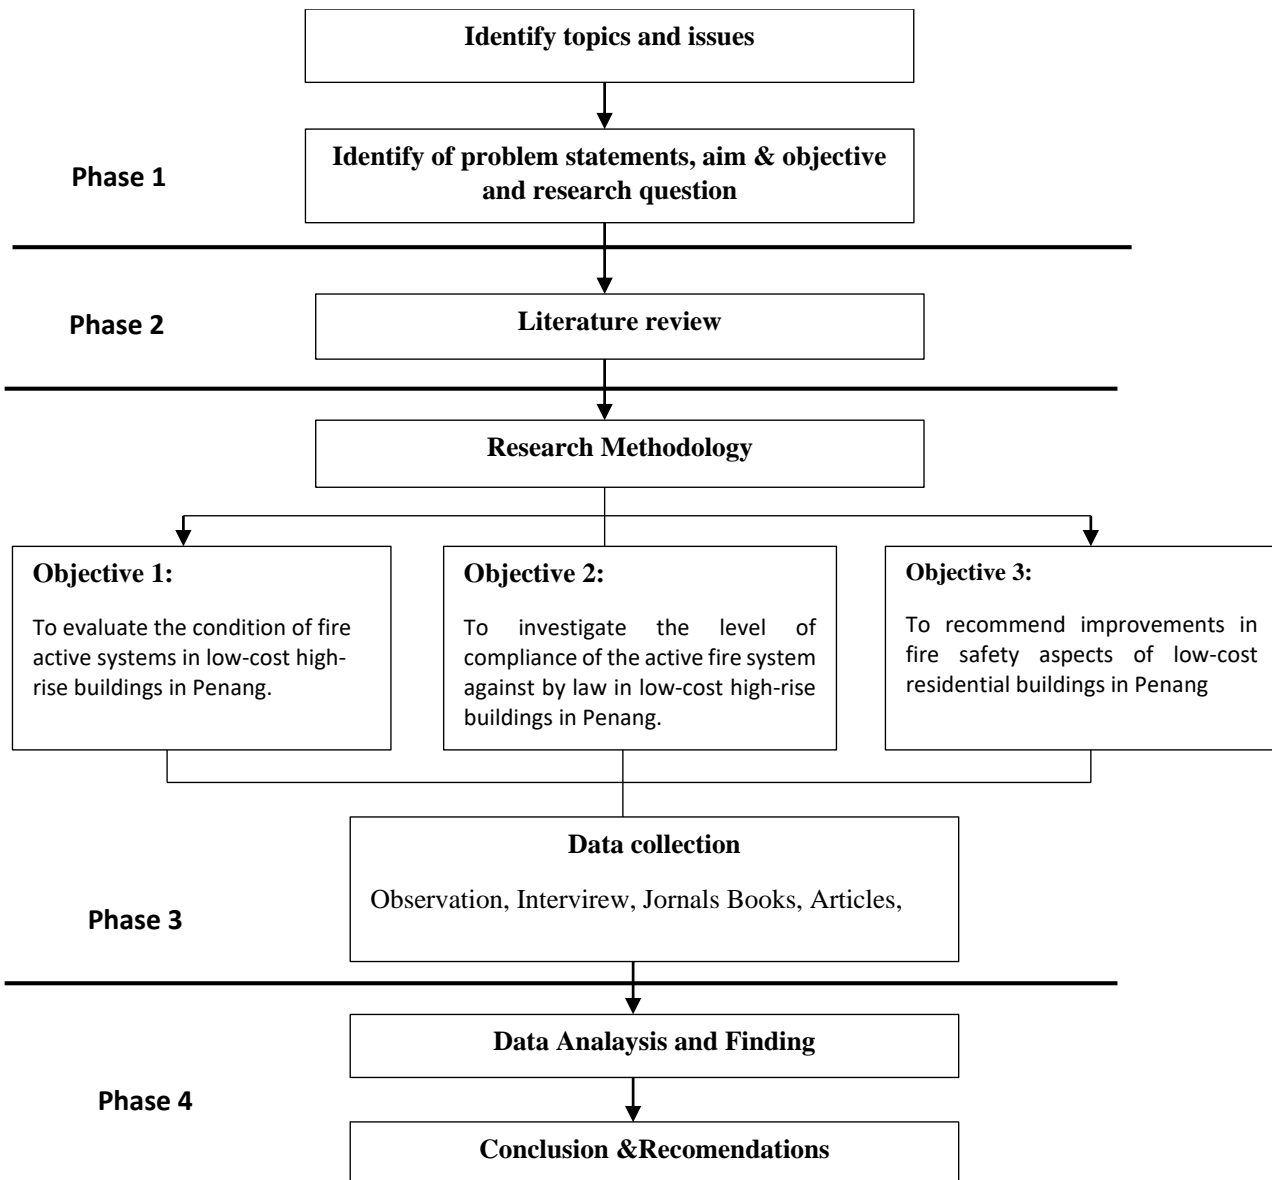 Identify topics and issues
Phase 1
Identify of problem statements, aim & objective
and research question
Phase 2
Literature review
Research Methodology
Objective 1:
To evaluate the condition of fire
active systems in low-cost high-
rise buildings in Penang.
Objective 2:
To investigate the level of
compliance of the active fire system
against by law in low-cost high-rise
buildings in Penang.
Objective 3:
To recommend improvements in
fire safety aspects of low-cost
residential buildings in Penang
Phase 3
Data collection
Observation, Intervirew, Jornals Books, Articles,
Phase 4
Data Analaysis and Finding
Conclusion &Recomendations